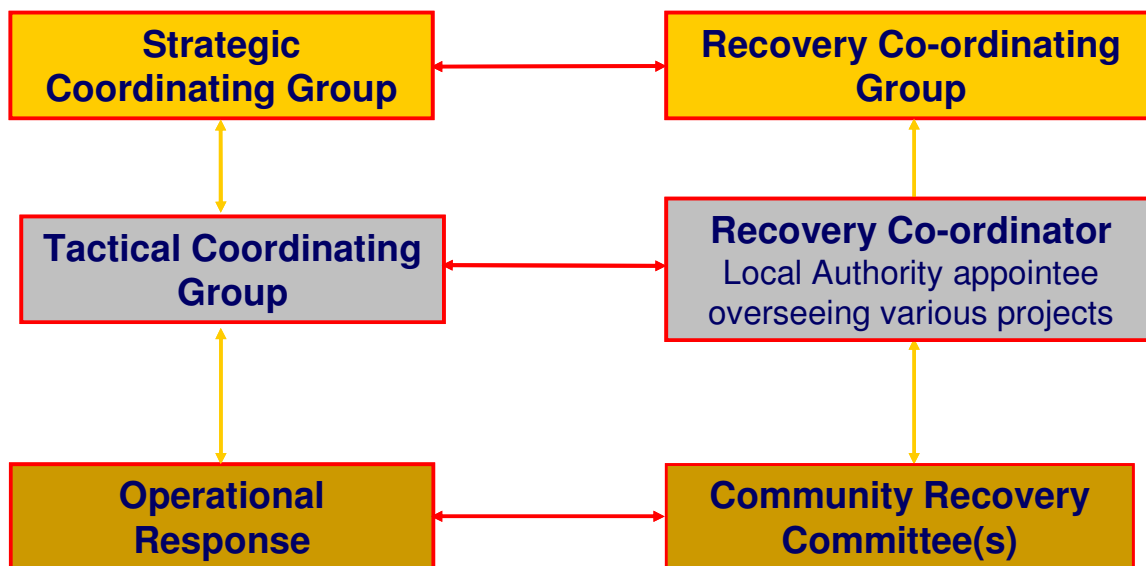 Strategic
Coordinating Group
Recovery Co-ordinating
Group
Tactical Coordinating
Group
Recovery Co-ordinator
Local Authority appointee
overseeing various projects
Operational
Response
Community Recovery
Committee(s)